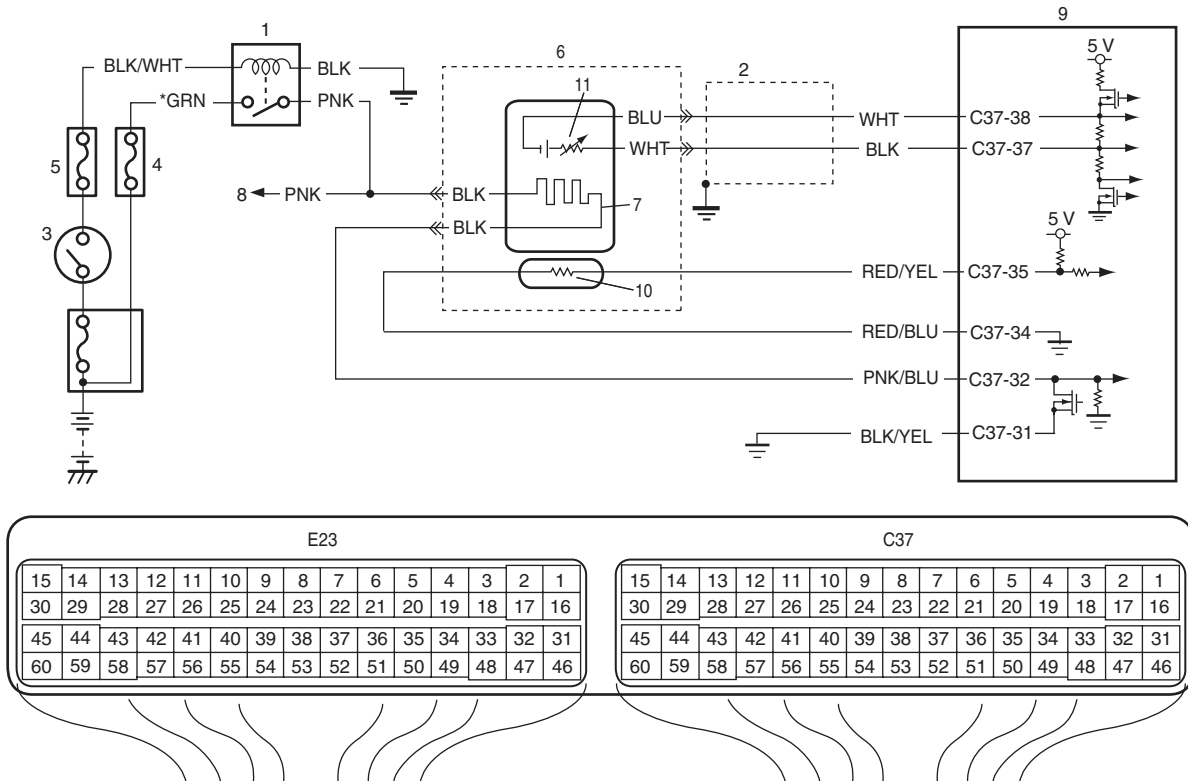 1
9
BLK/WHT
BLK
6
5 V
2
11
*GRN
PNK
BLU
WHT
C37-38
WHT
BLK
C37-37
5
4
8
PNK
BLK
7
BLK
3
5 V
RED/YEL
C37-35
10
RED/BLU
C37-34
PNK/BLU
C37-32
BLK/YEL
C37-31
E23
C37
15 14 13 12 11 10 9 8 7 6 5 4 3 2 1
30 29 28 27 26 25 24 23 22 21 20 19 18 17 16
45 44 43 42 41 40 39 38 37 36 35 34 33 32 31
60 59 58 57 56 55 54 53 52 51 50 49 48 47 46
15 14 13 12 11 10 9 8 7 6 5 4 3 2 1
30 29 28 27 26 25 24 23 22 21 20 19 18 17 16
45 44 43 42 41 40 39 38 37 36 35 34 33 32 31
60 59 58 57 56 55 54 53 52 51 50 49 48 47 46